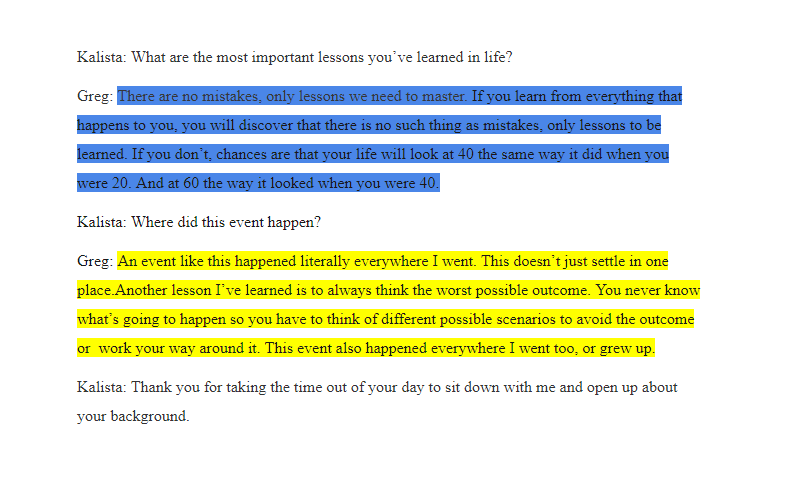 Kalista: What are the most important lessons you've learned in life?
Greg: There are no mistakes, only lessons we need to master. If you learn from everything that
happens to you, you will discover that there is no such thing as mistakes, only lessons to be
learned. If you don't, chances are that your life will look at 40 the same way it did when you
were 20. And at 60 the way it looked when you were 40.
Kalista: Where did this event happen?
Greg: An event like this happened literally everywhere I went. This doesn't just settle in one
place.Another lesson I've learned is to always think the worst possible outcome. You never know
what's going to happen so you have to think of different possible scenarios to avoid the outcome
or  work your way around it. This event also happened everywhere I went too, or grew up.
Kalista: Thank you for taking the time out of your day to sit down with me and open up about
your background.